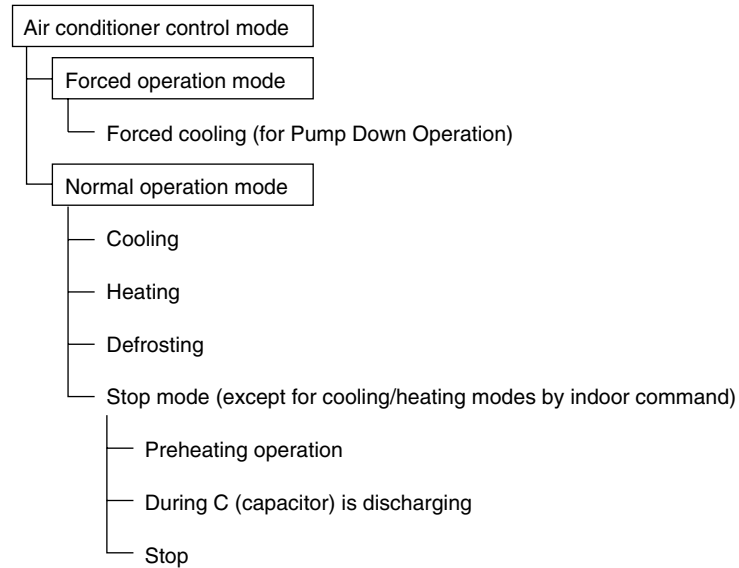 Air conditioner control mode
Forced operation mode
Forced cooling (for Pump Down Operation)
Normal operation mode
Cooling
Heating
Defrosting
Stop mode (except for cooling/heating modes by indoor command)
Preheating operation
During C (capacitor) is discharging
Stop